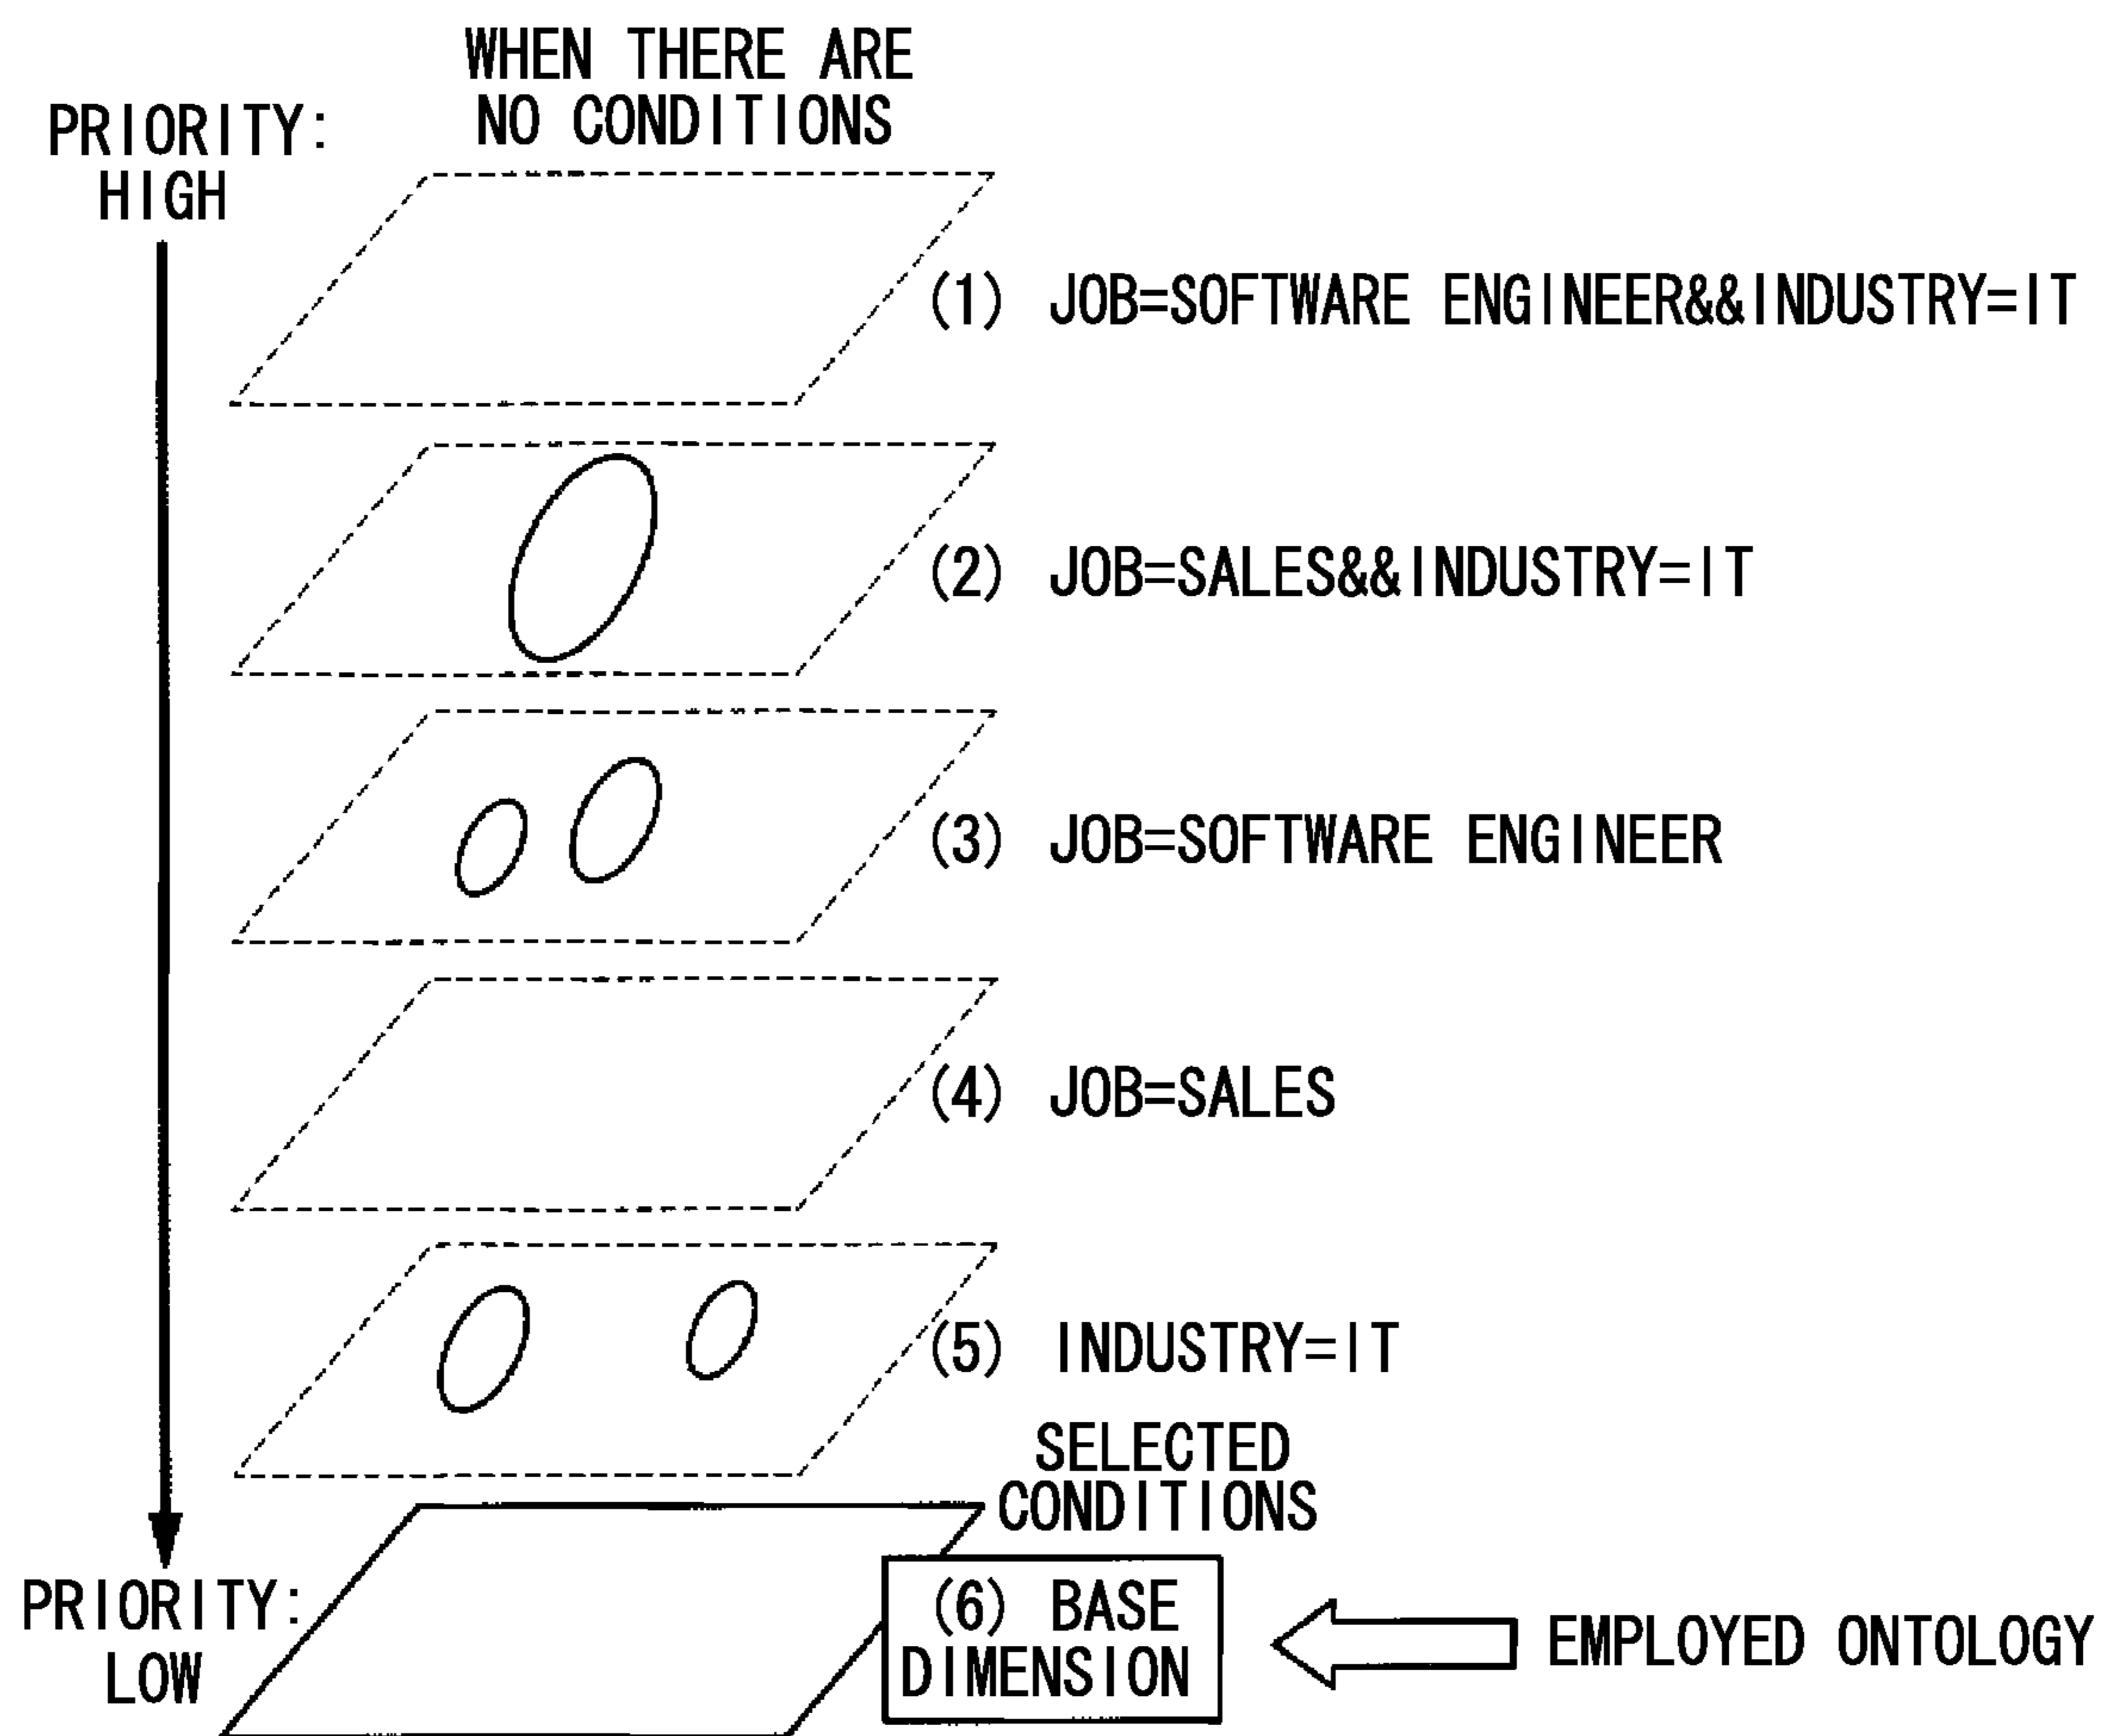 WHEN THERE ARE
NO CONDITIONS
PRIORITY:
HIGH
(1) JOB=SOFTWARE ENGINEER&&INDUSTRY=IT
(2) JOB=SALES&&INDUSTRY=IT
(3) JOB=SOFTWARE ENGINEER
(4) JOB=SALES
(5) INDUSTRY=IT
SELECTED
CONDITIONS
(6) BASE
DIMENSION
EMPLOYED ONTOLOGY
PRIORITY:
LOW